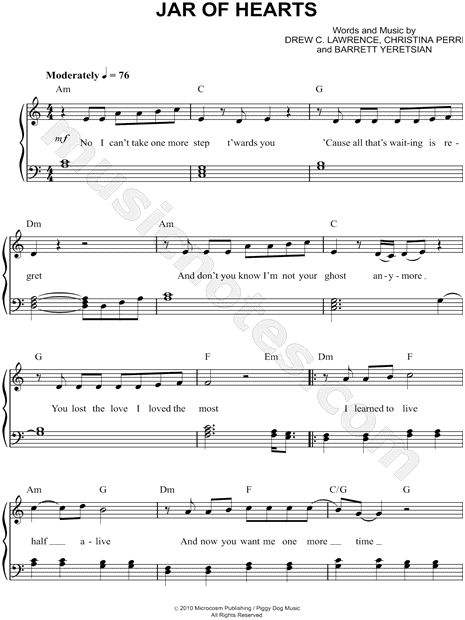 JAR OF HEARTS
Words and Music by
DREW C. LAWRENCE, CHRISTINA PERRI
and BARRETT YERETSIAN
Moderately ♩ = 76
Am C G
mf
No I can't take one more step t'wards you 'Cause all that's wait-ing is re-
Dm Am C
gret And don't you know I'm not your ghost an-y-more.
G F Em Dm F
You lost the love I loved the most I learned to live
Am G Dm F C/G G
half a-live And now you want me one more time
© 2010 Microcosm Publishing / Piggy Dog Music
All Rights Reserved
musicnotes.com